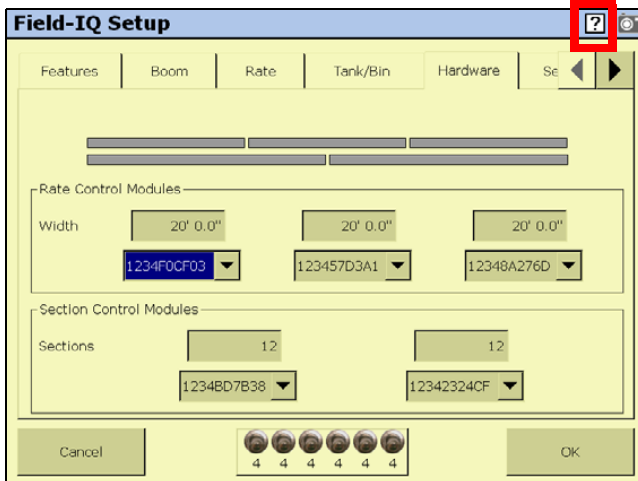 Field-IQ Setup ?
Features Boom Rate Tank/Bin Hardware Se
Rate Control Modules
Width 20' 0.0" 20' 0.0" 20' 0.0"
1234F0CF03 123457D3A1 12348A276D
Section Control Modules
Sections 12 12
1234BD7B38 12342324CF
Cancel 4 4 4 4 4 4 OK